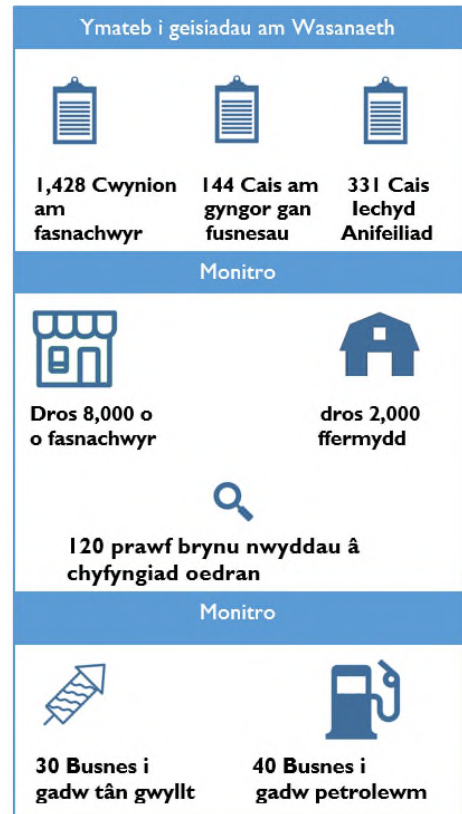 Ymateb i geisiadau am Wasanaeth
1,428 Cwynion
am
fasnachwyr
144 Cais am
gyngor gan
fusnesau
331 Cais
Iechyd
Anifeiliad
Monitro
Dros 8,000 o
o fasnachwyr
dros 2,000
ffermydd
120 prawf brynu nwyddau â
chyfyngiad oedran
Monitro
30 Busnes i
gadw tân gwyllt
40 Busnes i
gadw petrolewm